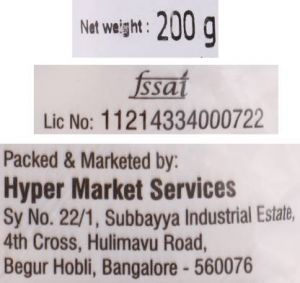 Net weight : 200 g
fssai
Lic No: 11214334000722
Packed & Marketed by:
Hyper Market Services
Sy No. 22/1, Subbayya Industrial Estate,
4th Cross, Hulimavu Road,
Begur Hobli, Bangalore - 560076